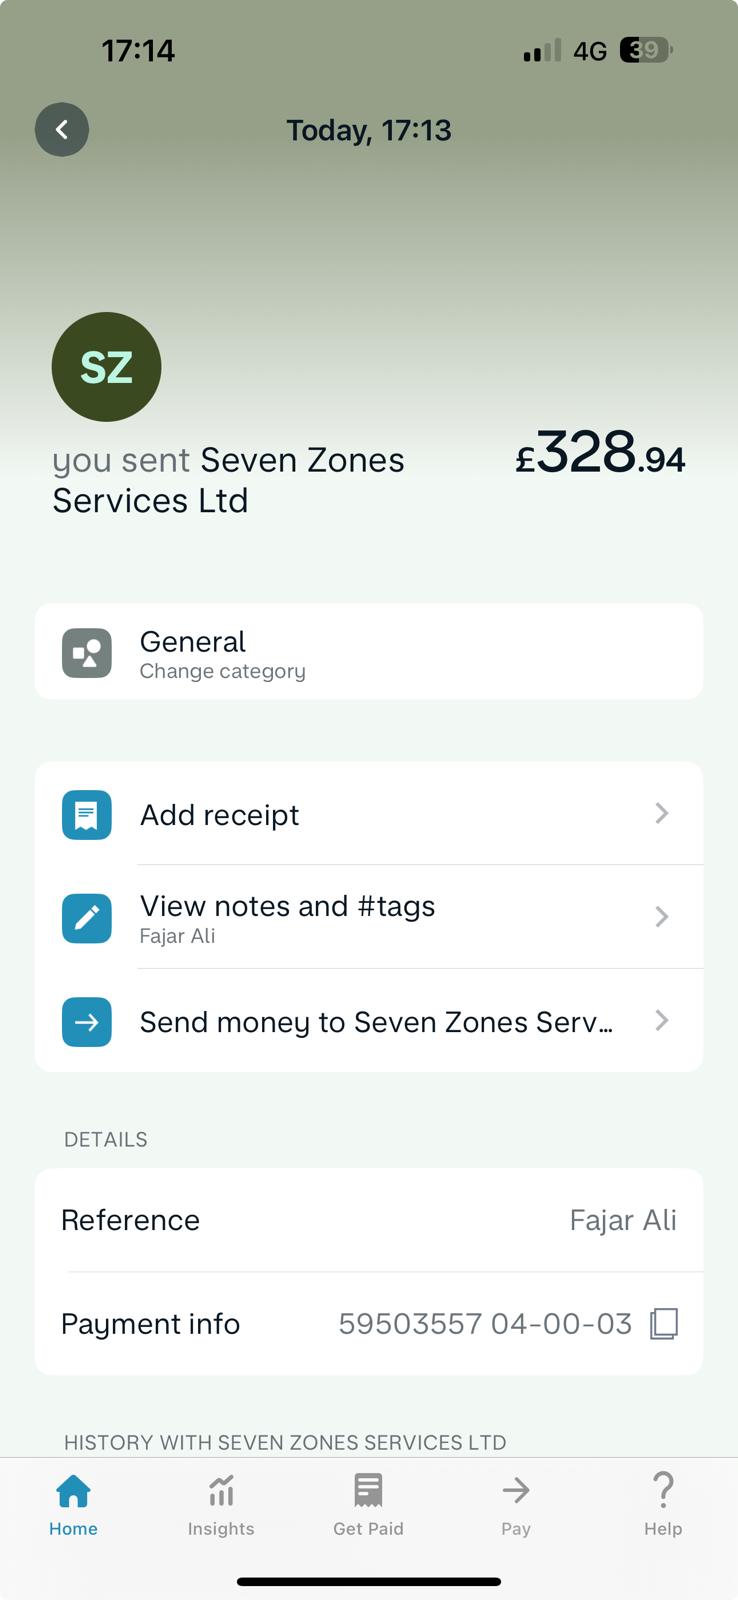 17:14
4G 39
Today, 17:13
SZ
you sent Seven Zones
Services Ltd
£328.94
General
Change category
Add receipt
View notes and #tags
Fajar Ali
Send money to Seven Zones Serv...
DETAILS
Reference Fajar Ali
Payment info 59503557 04-00-03
HISTORY WITH SEVEN ZONES SERVICES LTD
Home Insights Get Paid Pay Help